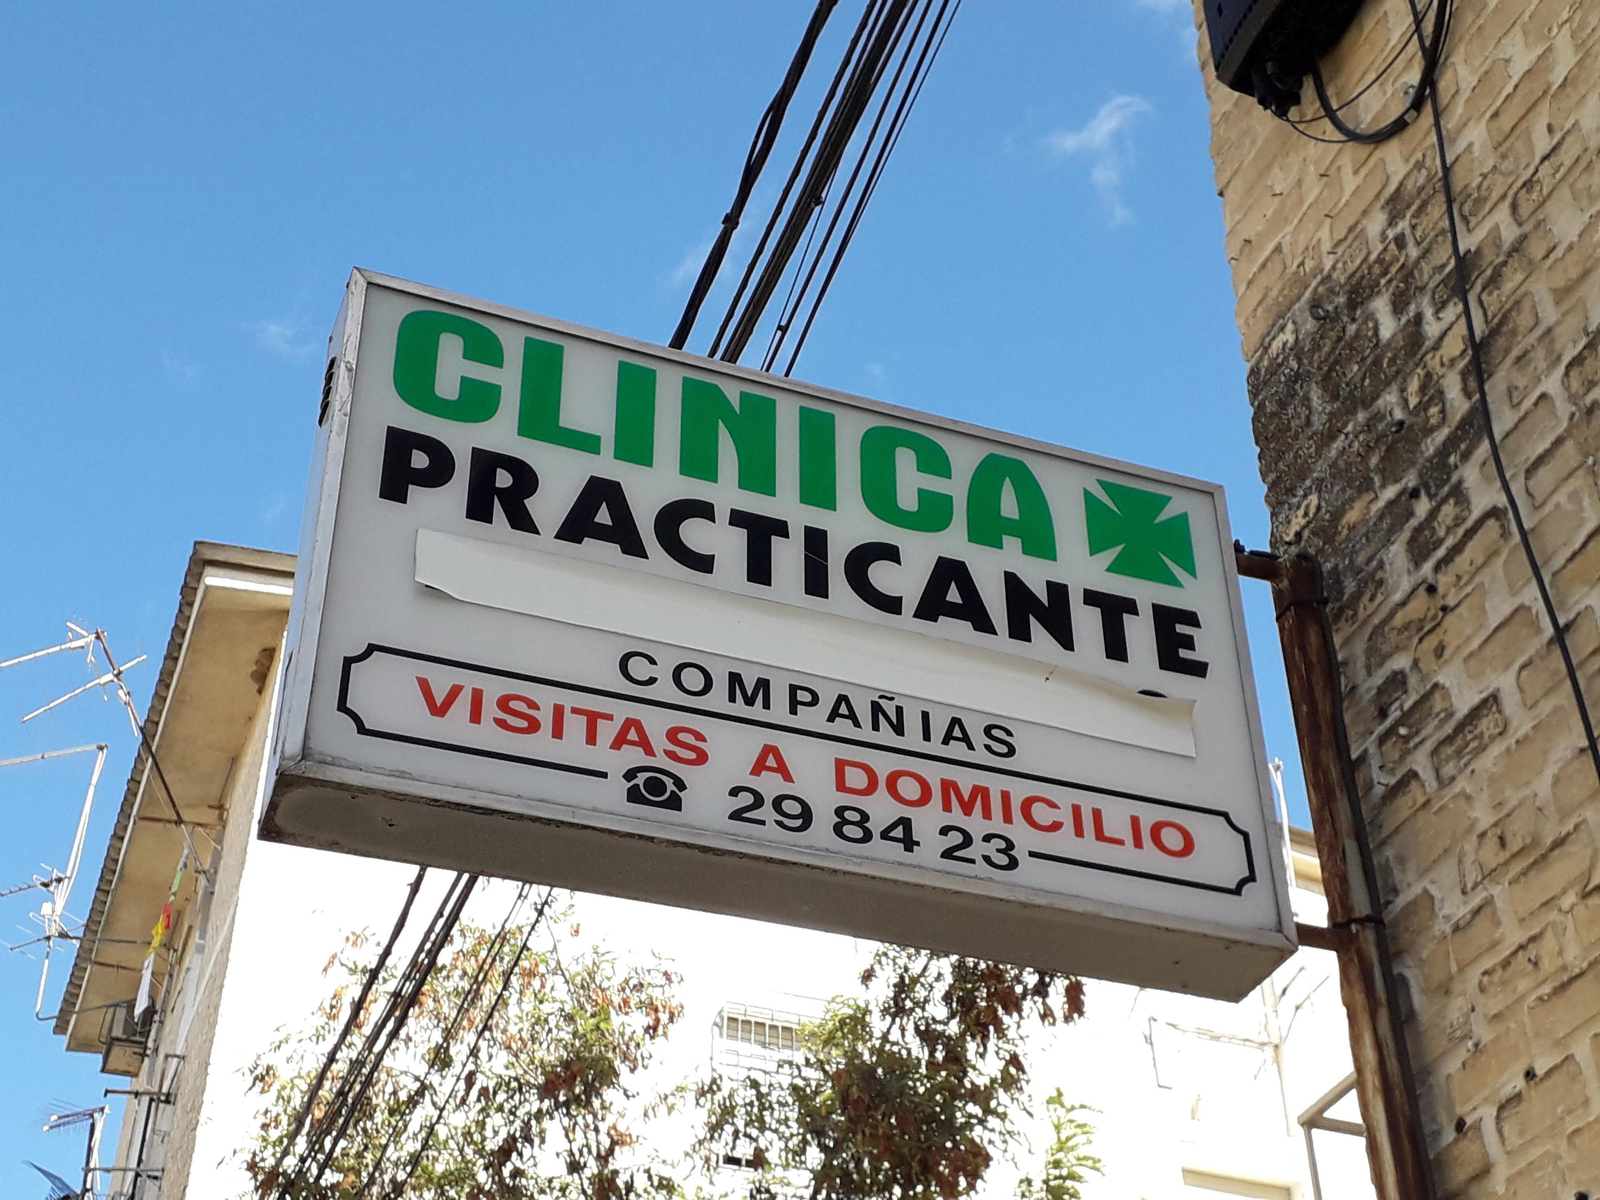 CLINICA
PRACTICANTE
COMPAÑIAS
VISITAS A DOMICILIO
29 84 23